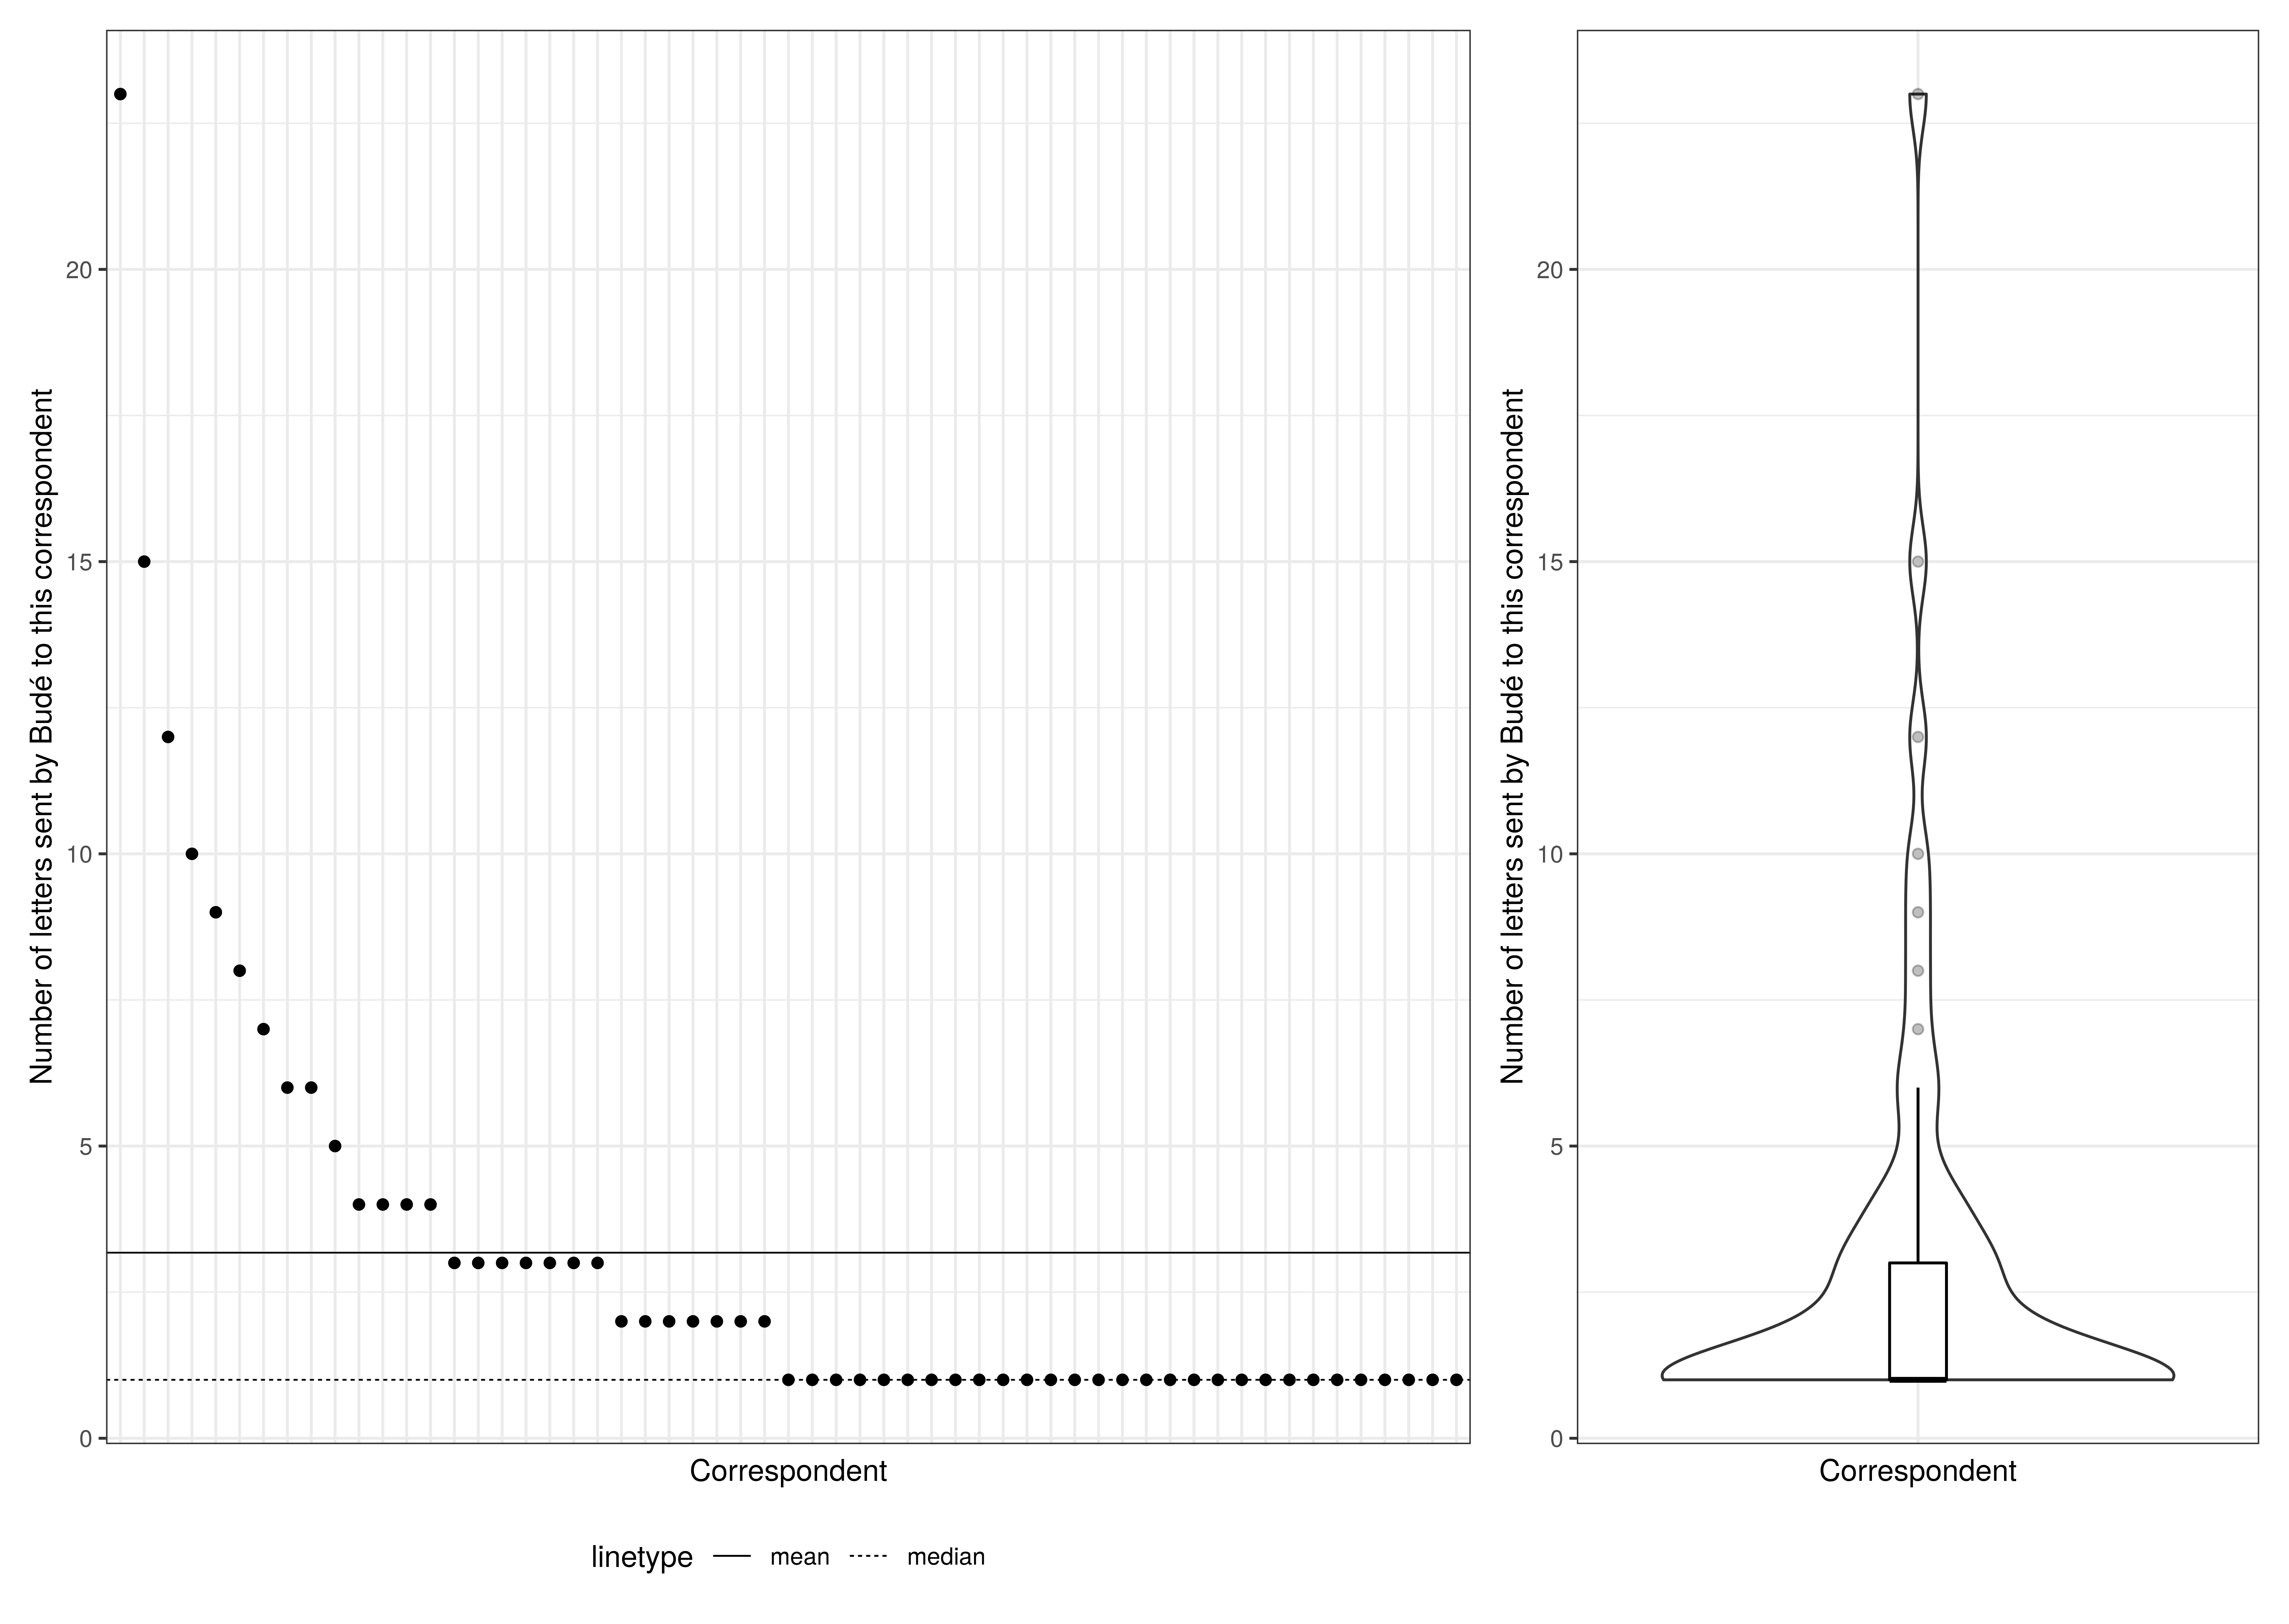 Number of letters sent by Budé to this correspondent
20
15
10
5
0
Correspondent
linetype mean median
Number of letters sent by Budé to this correspondent
20
15
10
5
0
Correspondent